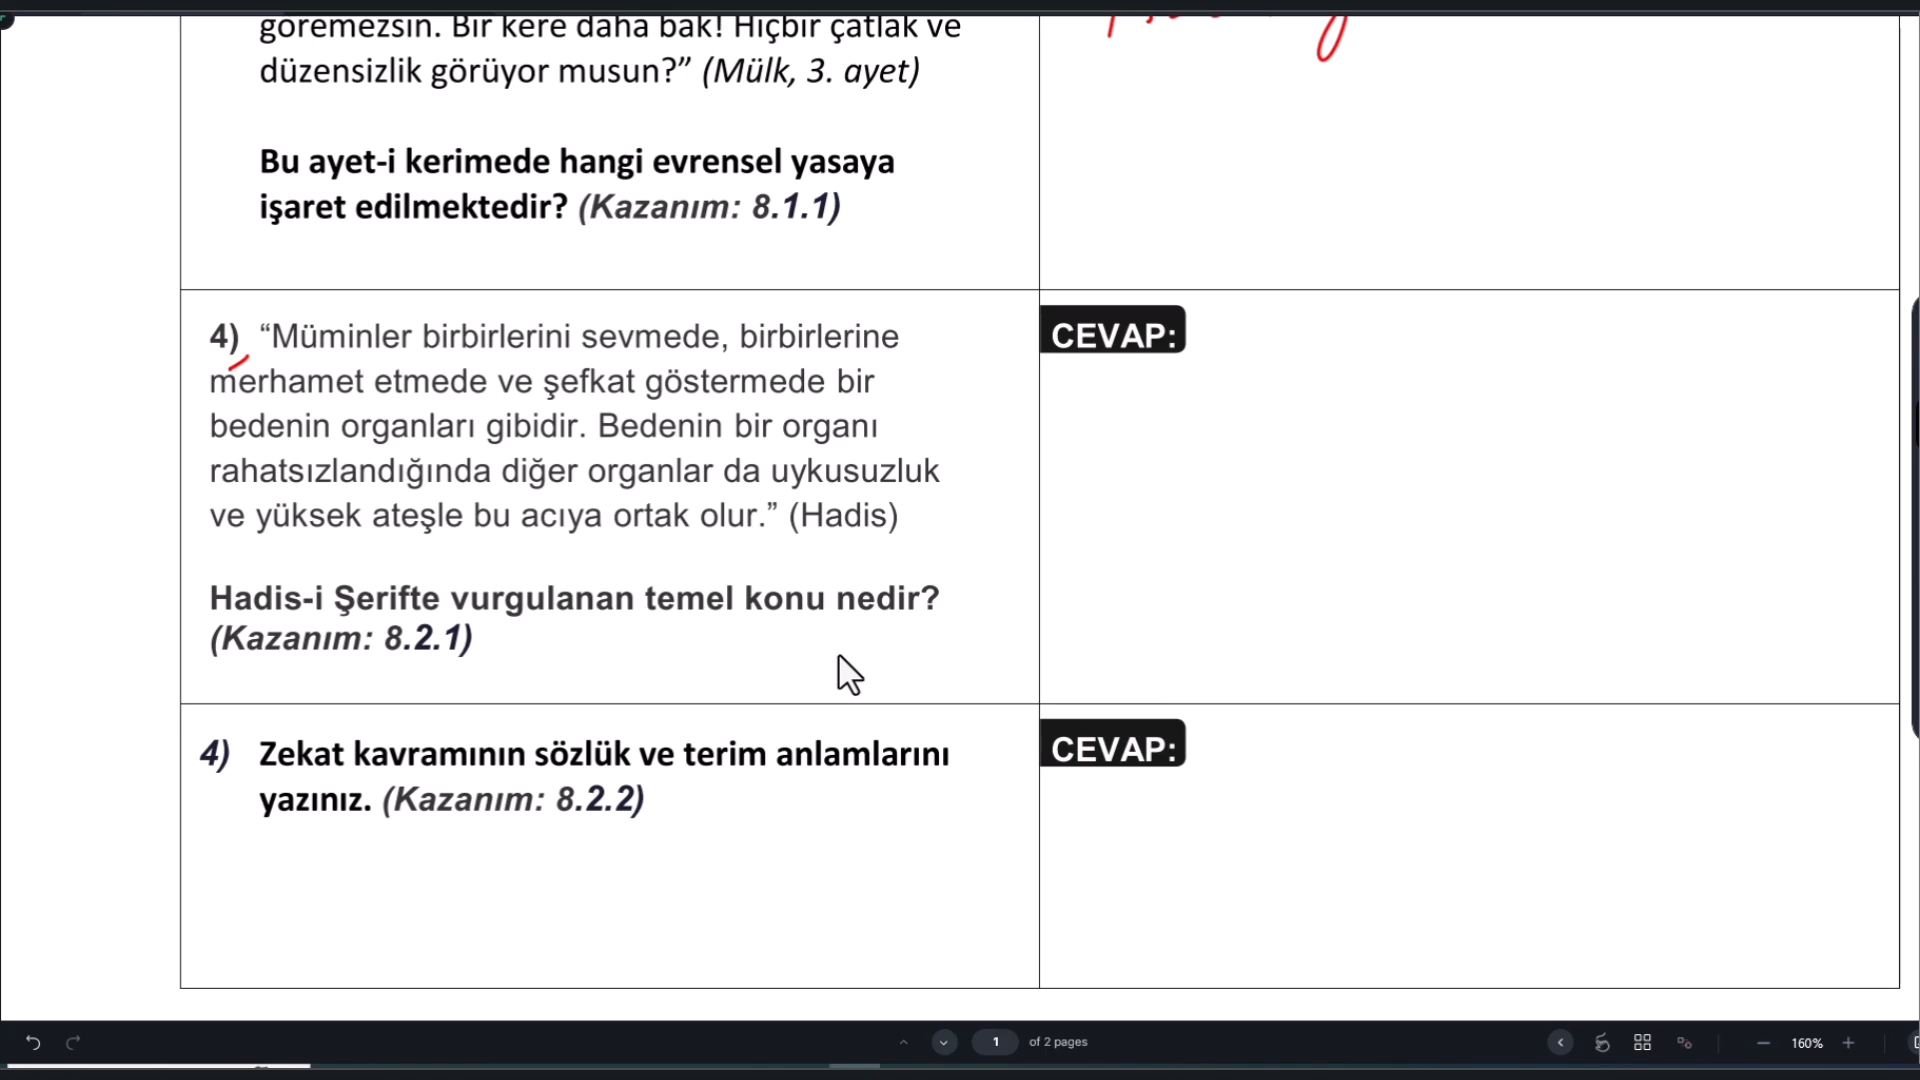 göremezsin. Bir kere daha bak! Hiçbir çatlak ve
düzensizlik görüyor musun?” (Mülk, 3. ayet)
Bu ayet-i kerimede hangi evrensel yasaya
işaret edilmektedir? (Kazanım: 8.1.1)
4) “Müminler birbirlerini sevmede, birbirlerine
merhamet etmede ve şefkat göstermede bir
bedenin organları gibidir. Bedenin bir organı
rahatsızlandığında diğer organlar da uykusuzluk
ve yüksek ateşle bu acıya ortak olur.” (Hadis)
Hadis-i Şerifte vurgulanan temel konu nedir?
(Kazanım: 8.2.1)
CEVAP:
4) Zekat kavramının sözlük ve terim anlamlarını
yazınız. (Kazanım: 8.2.2)
CEVAP:
1 of 2 pages
160%